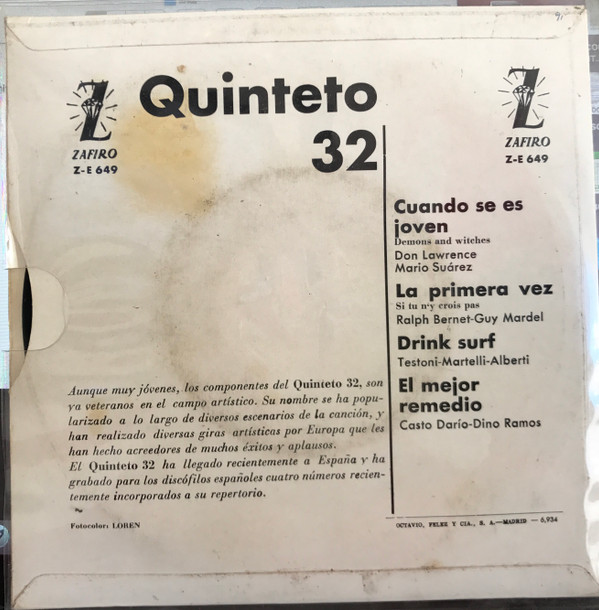 ZAFIRO
Z-E 649
Quinteto
32
ZAFIRO
Z-E 649
Cuando se es
joven
Demons and witches
Don Lawrence
Mario Suárez
La primera vez
Si tu n'y crois pas
Ralph Bernet-Guy Mardel
Drink surf
Testoni-Martelli-Alberti
El mejor
remedio
Casto Darío-Dino Ramos
Aunque muy jóvenes, los componentes del Quinteto 32, son
ya veteranos en el campo artístico. Su nombre se ha popu-
larizado a lo largo de diversos escenarios de la canción, y
han realizado diversas giras artísticas por Europa que les
han hecho acreedores de muchos éxitos y aplausos.
El Quinteto 32 ha llegado recientemente a España y ha
grabado para los discófilos españoles cuatro números recien-
temente incorporados a su repertorio.
Fotocolor: LOREN
OCTAVIO, FELEZ Y CIA., S. A.—MADRID — 6.934